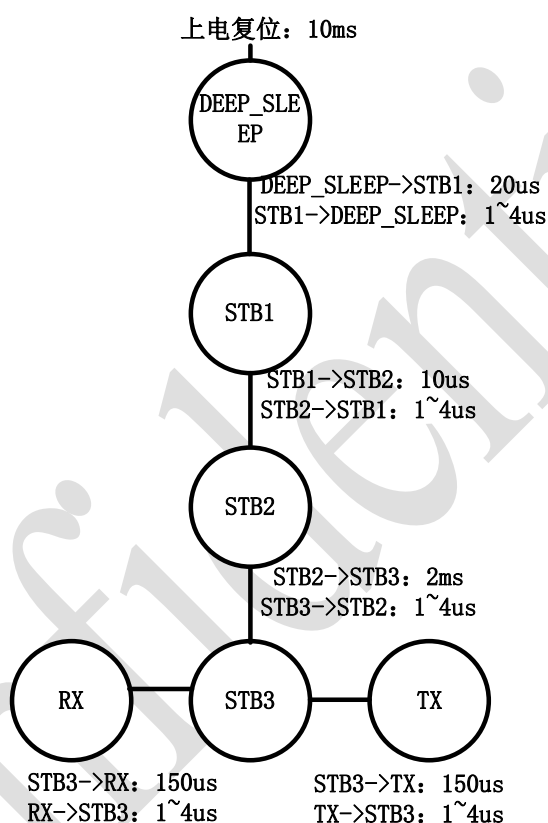 上电复位：10ms
DEEP_SLE
EP
DEEP_SLEEP->STB1：20us
STB1->DEEP_SLEEP：1~4us
STB1
STB1->STB2：10us
STB2->STB1：1~4us
STB2
STB2->STB3：2ms
STB3->STB2：1~4us
RX
STB3
TX
STB3->RX：150us
RX->STB3：1~4us
STB3->TX：150us
TX->STB3：1~4us